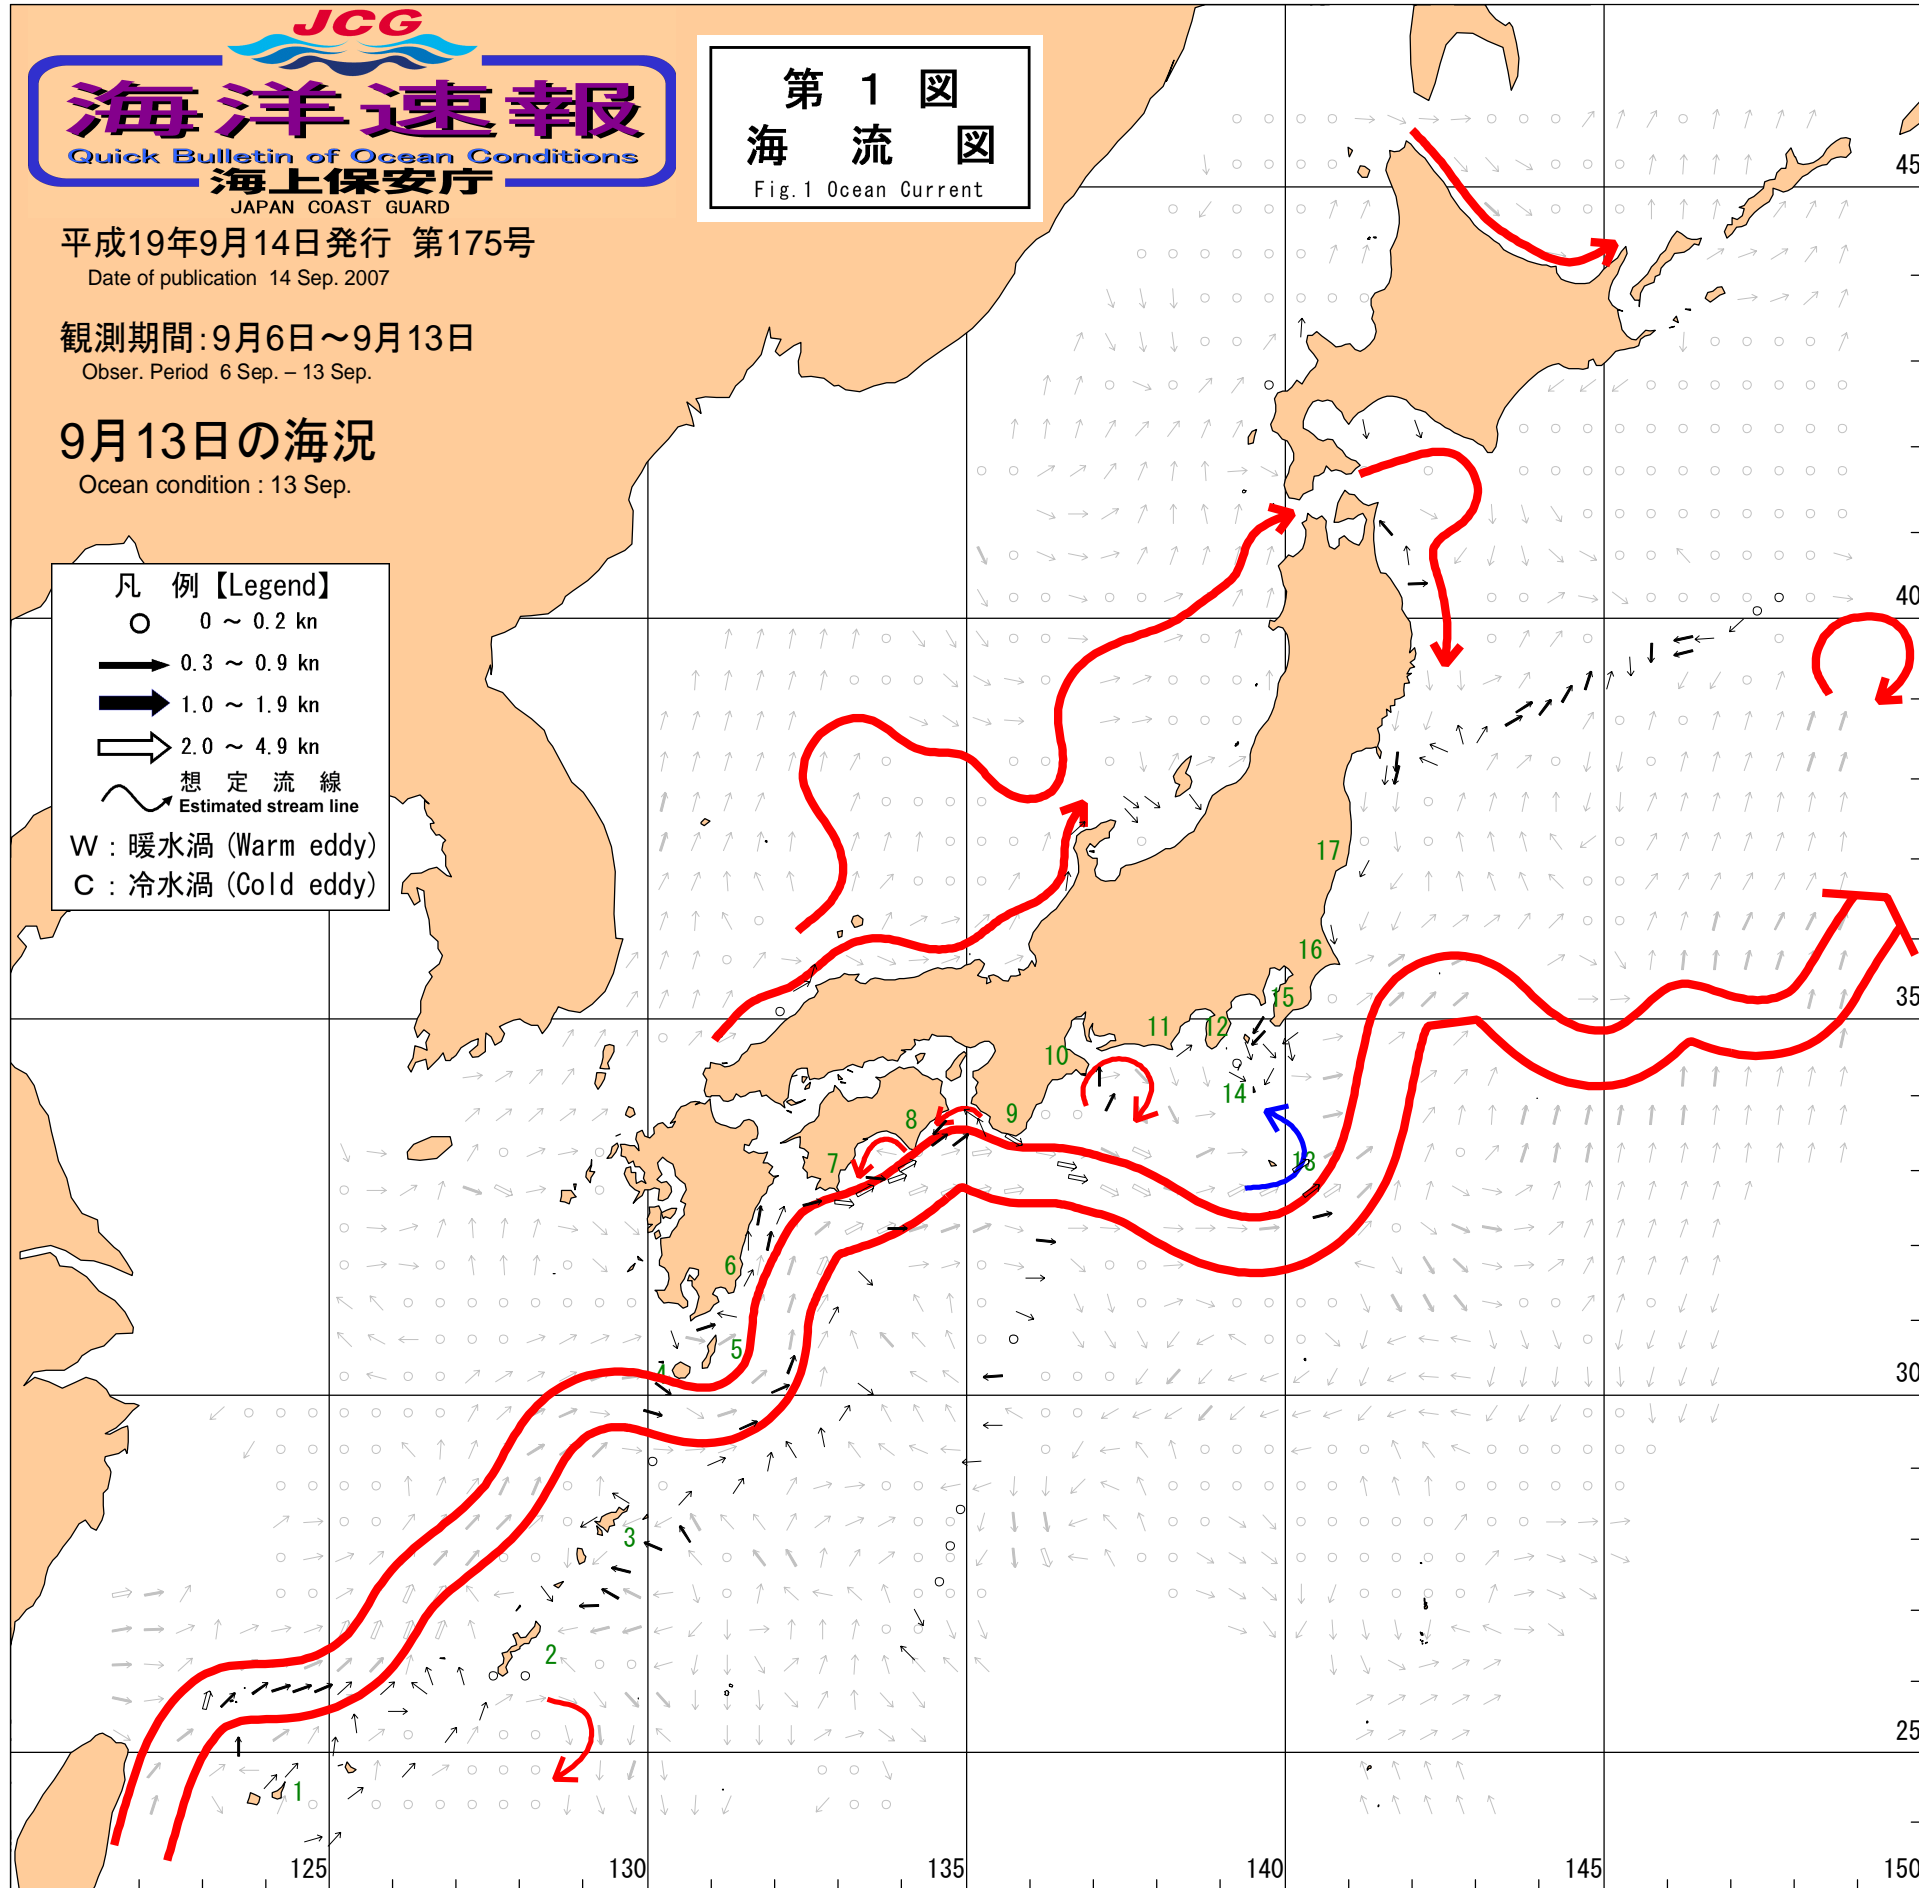 JCG
海洋速報
Quick Bulletin of Ocean Conditions
海上保安庁
JAPAN COAST GUARD
第 1 図
海 流 図
Fig.1 Ocean Current
平成19年9月14日発行 第175号
Date of publication 14 Sep. 2007
観測期間:9月6日～9月13日
Obser. Period 6 Sep. – 13 Sep.
9月13日の海況
Ocean condition : 13 Sep.
凡 例【Legend】
0 ～ 0.2 kn
0.3 ～ 0.9 kn
1.0 ～ 1.9 kn
2.0 ～ 4.9 kn
想 定 流 線
Estimated stream line
W : 暖水渦 (Warm eddy)
C : 冷水渦 (Cold eddy)
45
40
35
30
25
17
16
15
14
13
12
11
10
9
8
7
6
5
4
3
2
1
125
130
135
140
145
150